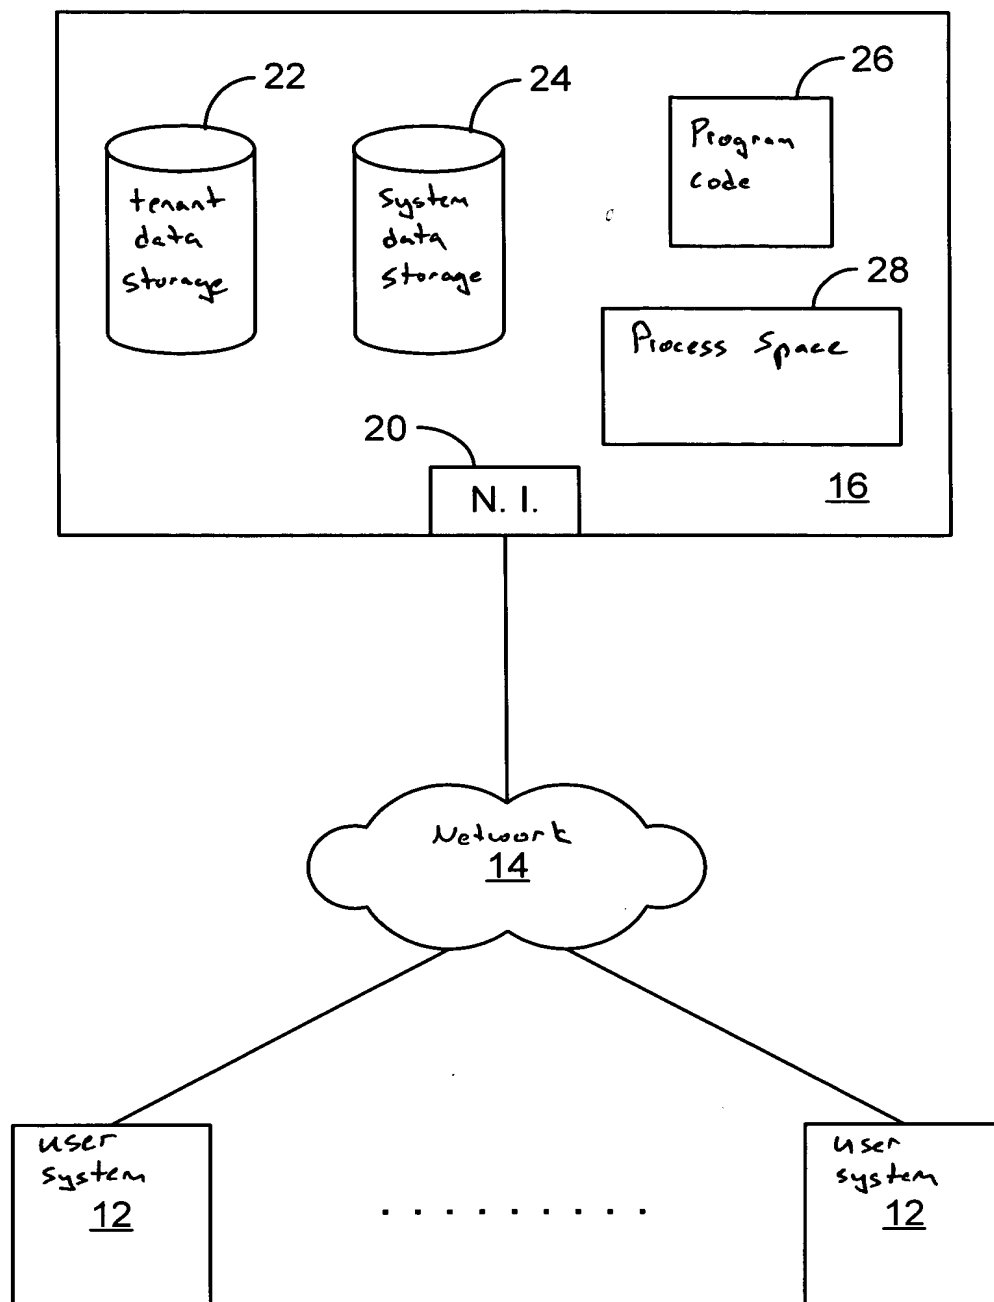 22
24
26
tenant
data
storage
system
data
storage
Program
code
28
Process Space
20
N. I.
16
Network
14
user
system
12
user
system
12